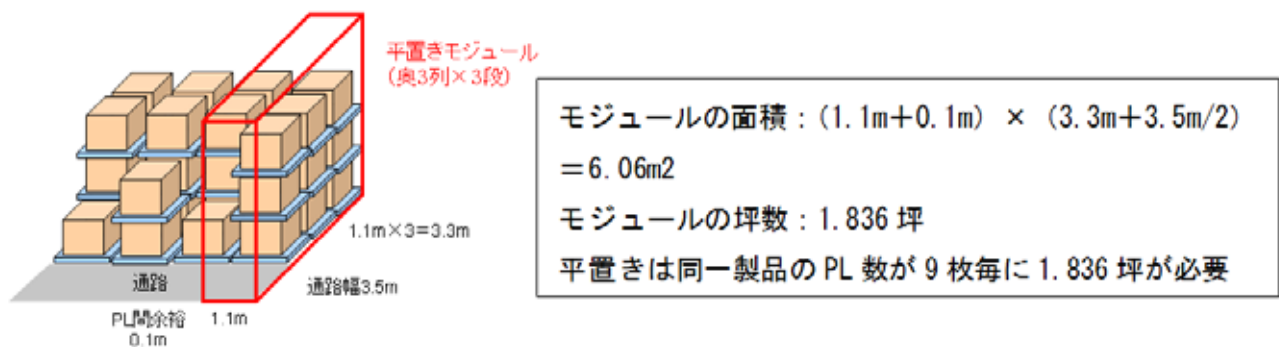 平置きモジュール
(奥3列×3段)
1.1m×3=3.3m
通路
通路幅3.5m
PL間余裕
0.1m
1.1m
モジュールの面積：(1.1m＋0.1m) × (3.3m＋3.5m/2)
＝6.06m2
モジュールの坪数：1.836 坪
平置きは同一製品の PL 数が 9 枚毎に 1.836 坪が必要